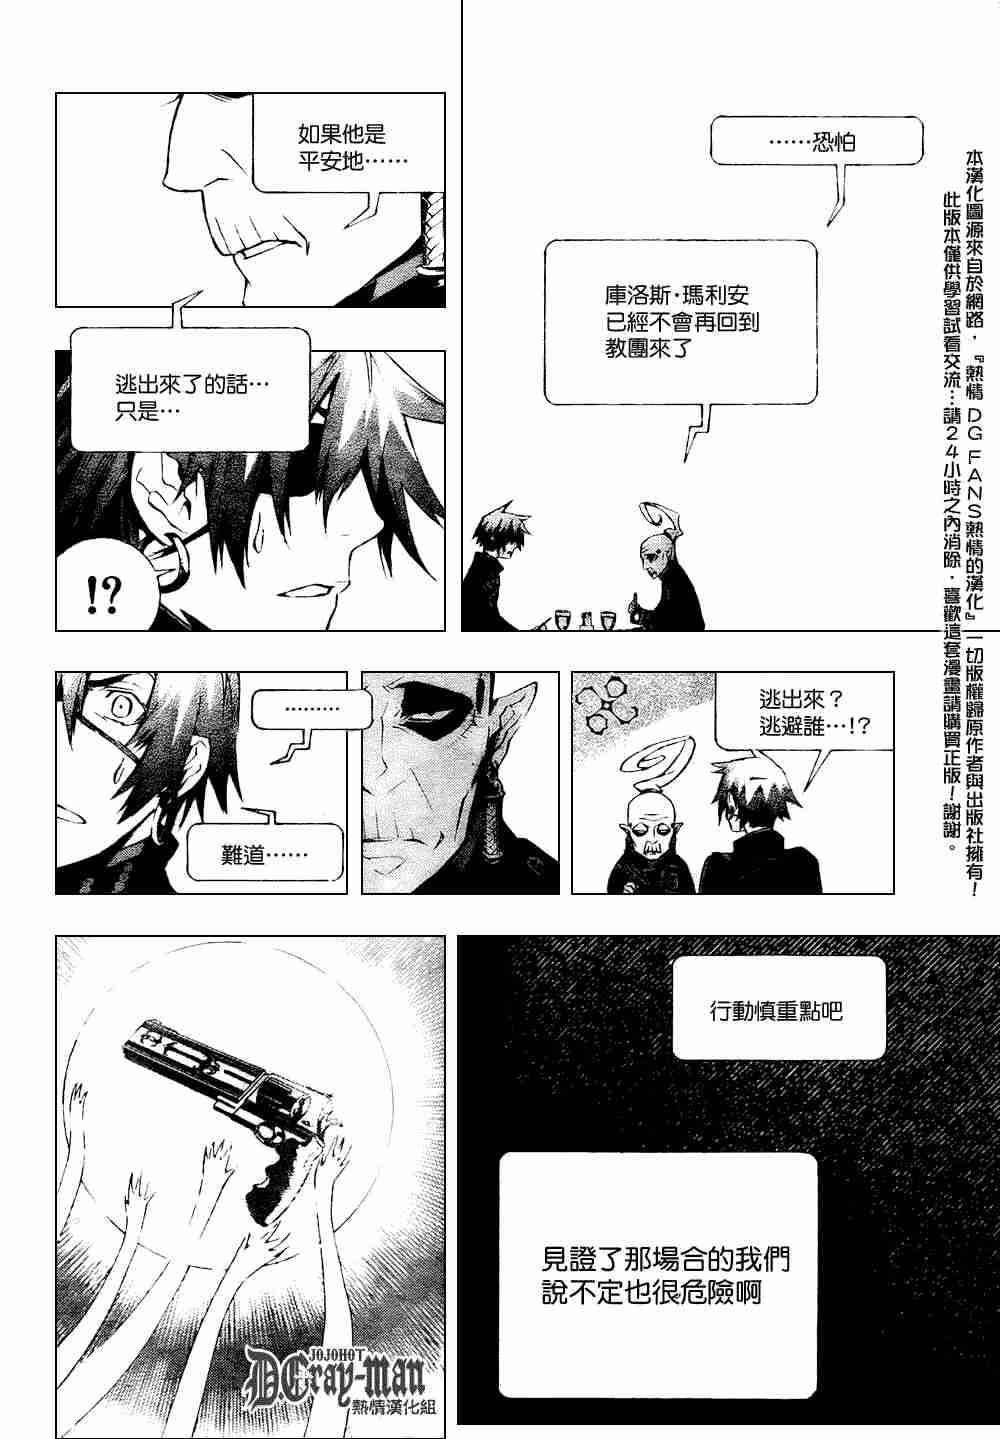 ……恐怕
庫洛斯·瑪利安
已經不會再回到
教團來了
如果他是
平安地……
逃出來了的話…
只是…
!?
逃出來？
逃避誰…!?
………
難道……
行動慎重點吧
見證了那場合的我們
說不定也很危險啊
JOJOHOT
D.Gray-man
熱情漢化組
本漢化圖源來自於網路，『熱情DG FANS熱情的漢化』一切版權歸原作者與出版社擁有！
此版本僅供學習試看交流…請24小時之內消除，喜歡這套漫畫請購買正版！謝謝。